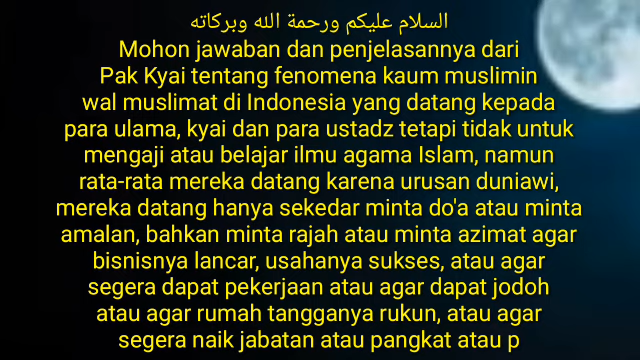 السلام عليكم ورحمة الله وبركاته
Mohon jawaban dan penjelasannya dari
Pak Kyai tentang fenomena kaum muslimin
wal muslimat di Indonesia yang datang kepada
para ulama, kyai dan para ustadz tetapi tidak untuk
mengaji atau belajar ilmu agama Islam, namun
rata-rata mereka datang karena urusan duniawi,
mereka datang hanya sekedar minta do'a atau minta
amalan, bahkan minta rajah atau minta azimat agar
bisnisnya lancar, usahanya sukses, atau agar
segera dapat pekerjaan atau agar dapat jodoh
atau agar rumah tangganya rukun, atau agar
segera naik jabatan atau pangkat atau p